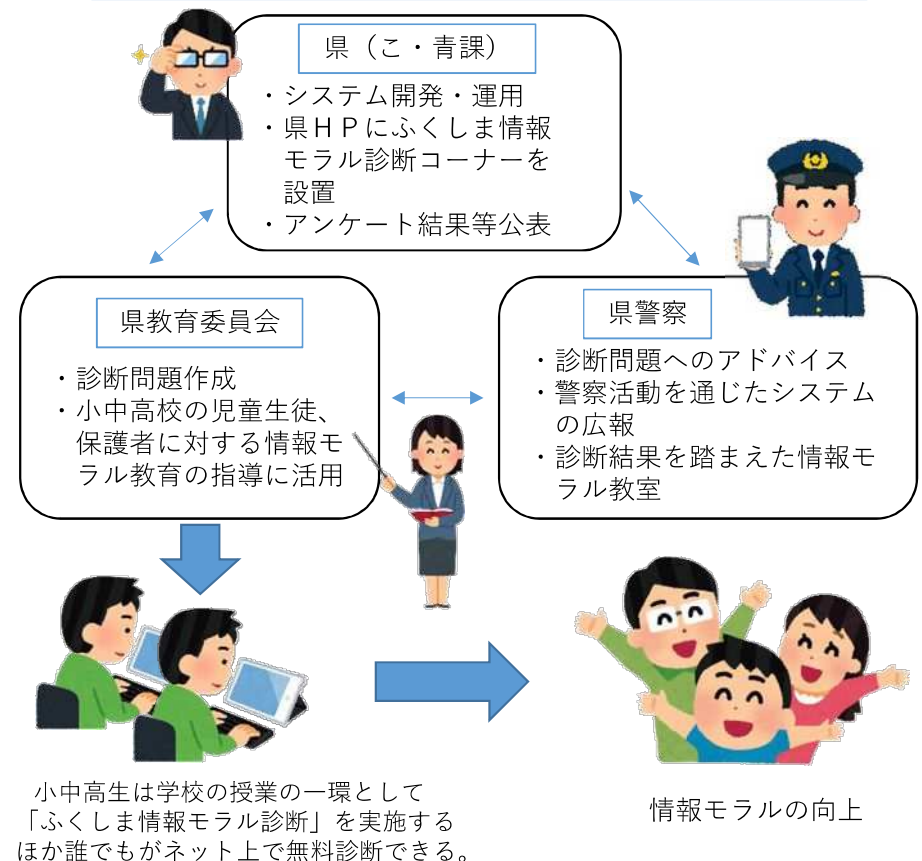 県（こ・青課）
・システム開発・運用
・県ＨＰにふくしま情報
モラル診断コーナーを
設置
・アンケート結果等公表
県教育委員会
・診断問題作成
・小中高校の児童生徒、
保護者に対する情報モ
ラル教育の指導に活用
県警察
・診断問題へのアドバイス
・警察活動を通じたシステム
の広報
・診断結果を踏まえた情報モ
ラル教室
小中高生は学校の授業の一環として
「ふくしま情報モラル診断」を実施する
ほか誰でもがネット上で無料診断できる。
情報モラルの向上